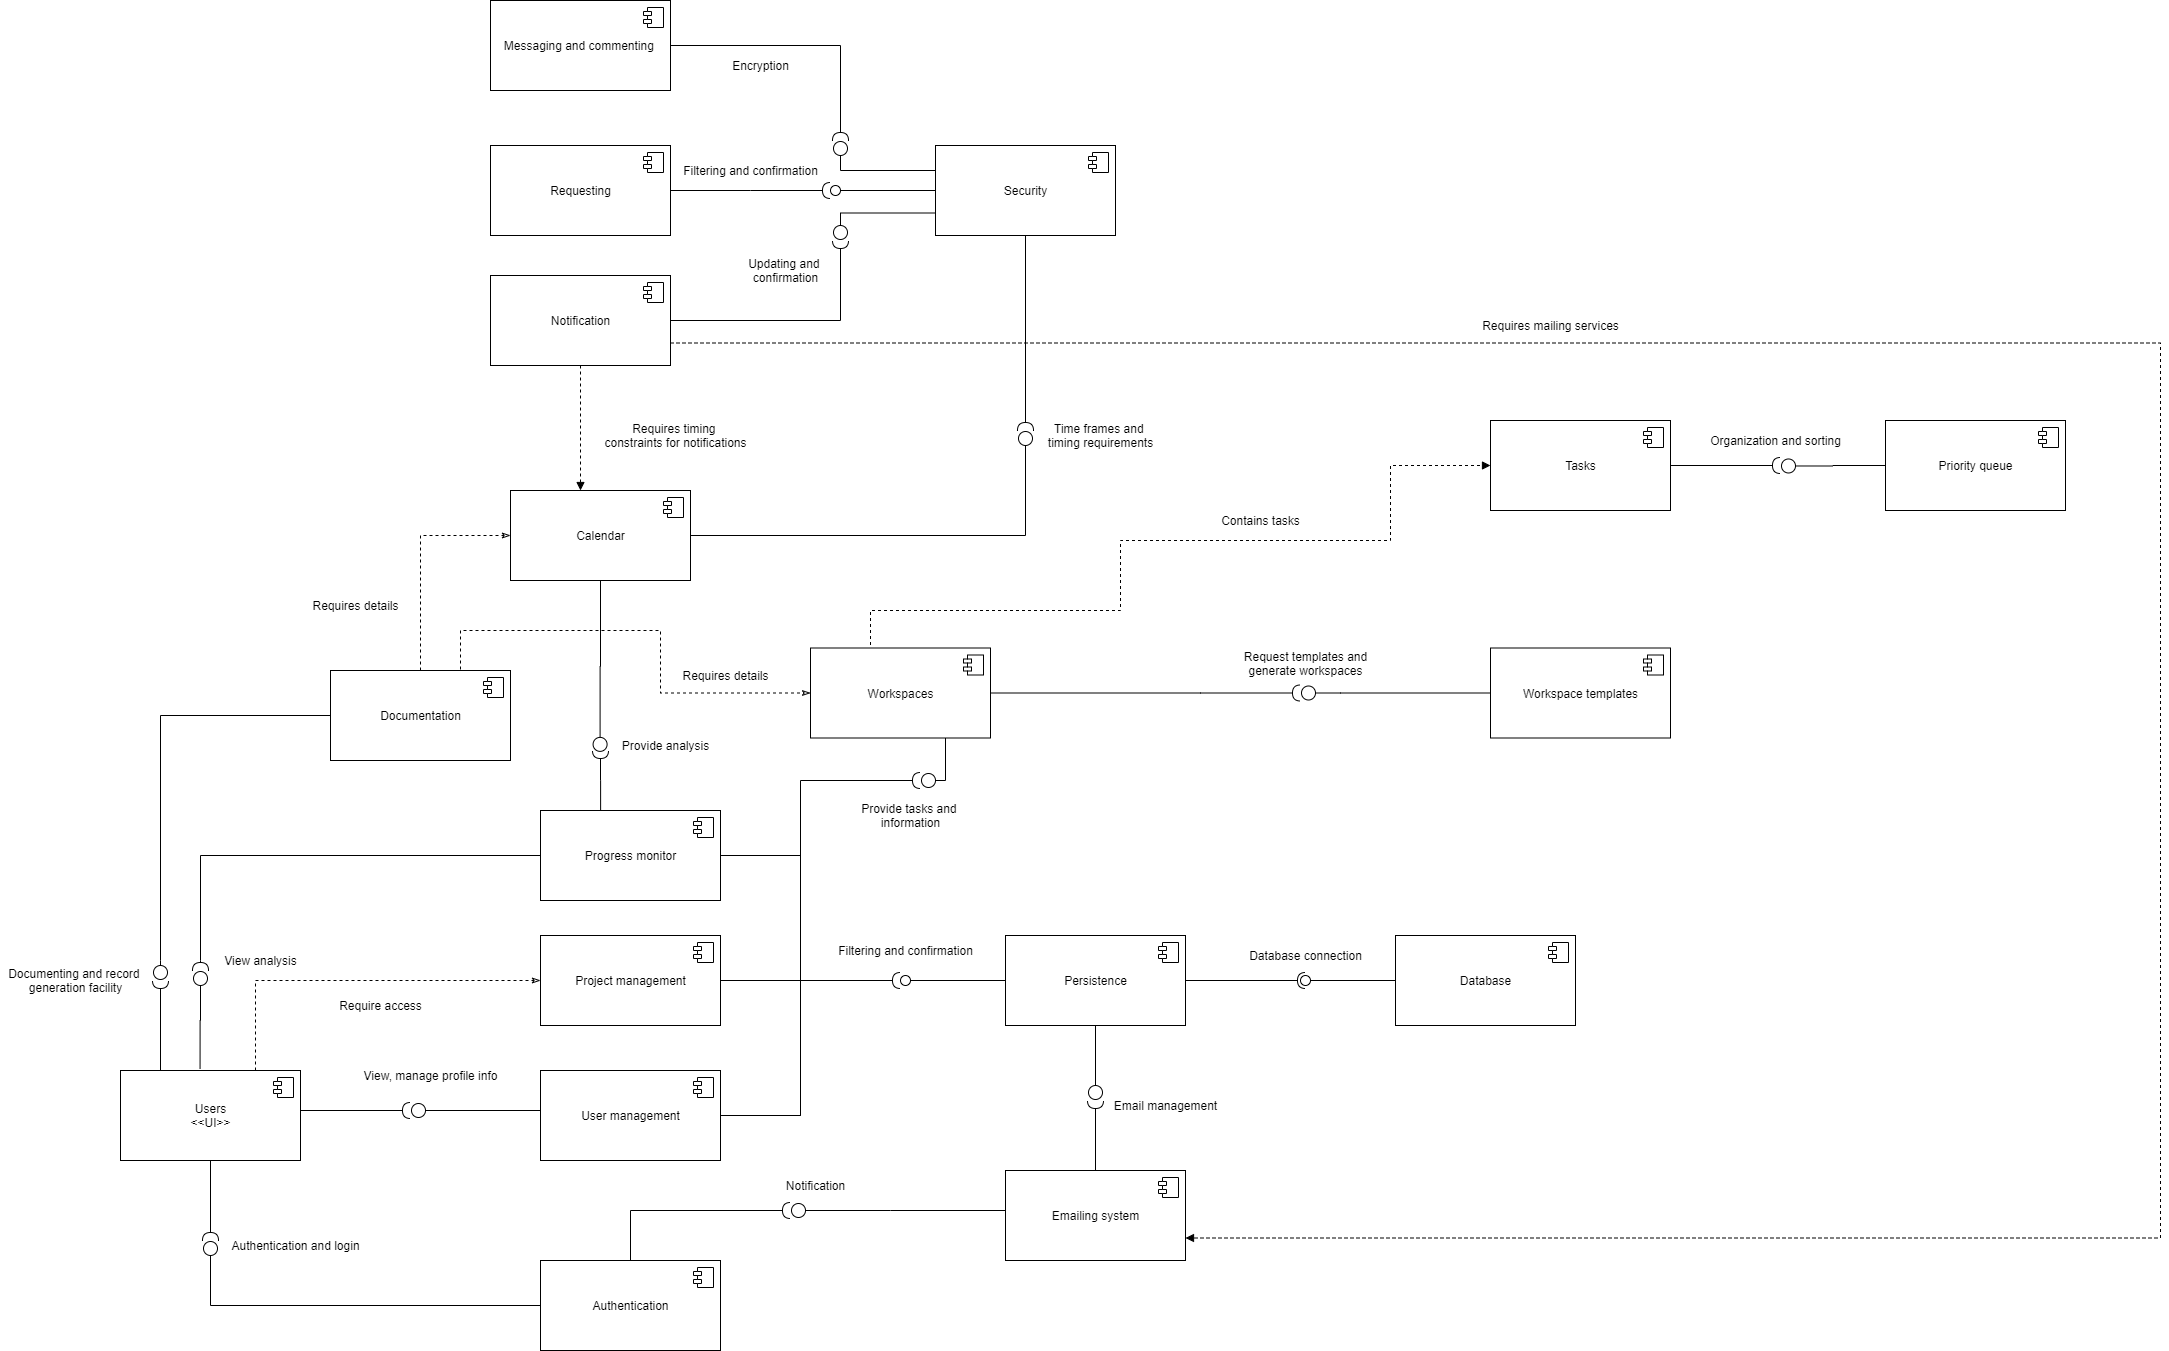 Messaging and commenting
Encryption
Requesting
Filtering and confirmation
Security
Updating and
confirmation
Notification
Requires mailing services
Requires timing
constraints for notifications
Time frames and
timing requirements
Tasks
Organization and sorting
Priority queue
Calendar
Contains tasks
Requires details
Requires details
Documentation
Workspaces
Request templates and
generate workspaces
Workspace templates
Provide analysis
Provide tasks and
information
Progress monitor
Documenting and record
generation facility
View analysis
Require access
Project management
Filtering and confirmation
Persistence
Database connection
Database
Users
<<UI>>
View, manage profile info
User management
Email management
Notification
Emailing system
Authentication and login
Authentication